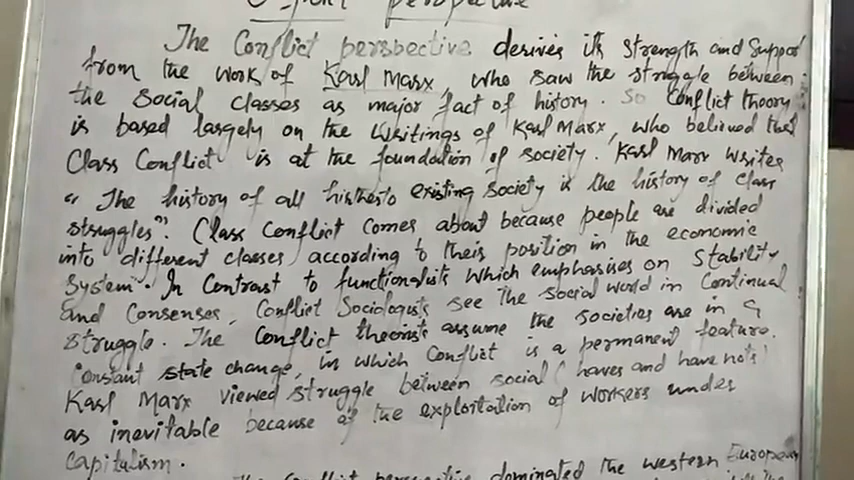 Conflict perspective
The Conflict perspective derives its strength and Support
from the work of Karl Marx, who saw the struggle between
the social classes as major fact of history. So Conflict theory
is based largely on the writings of Karl Marx, who believed that
Class Conflict is at the foundation of society. Karl Marx writes
" The history of all hitherto existing Society is the history of class
struggles". Class Conflict Comes about because people are divided
into different classes according to their position in the economic
system. In Contrast to functionalists which emphasises on Stability
and Consenses, Conflict Sociologists see the social world in Continual
struggle. The Conflict theorists assume the societies are in a
Constant state change, in which Conflict is a permanent feature.
Karl Marx viewed struggle between social (haves and have nots)
as inevitable because of the exploitation of workers under
Capitalism.
The Conflict perspective dominated the western European